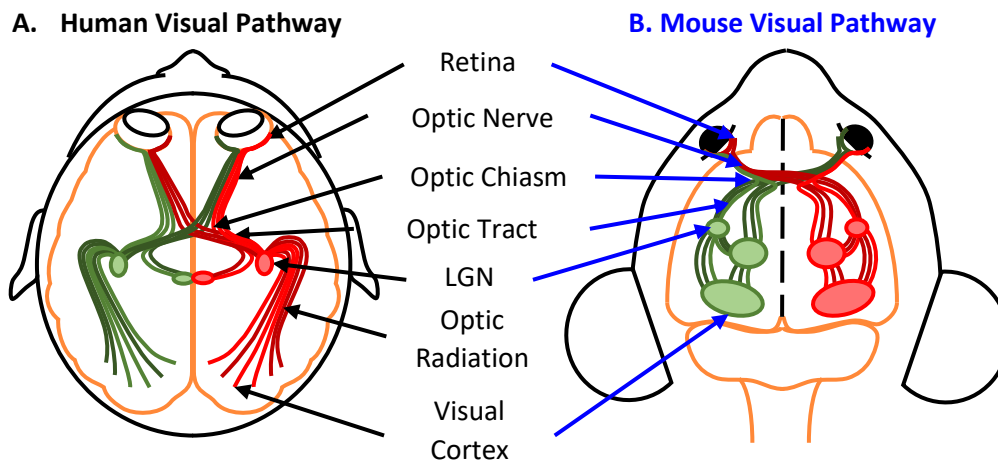 A. Human Visual Pathway
B. Mouse Visual Pathway
Retina
Optic Nerve
Optic Chiasm
Optic Tract
LGN
Optic
Radiation
Visual
Cortex